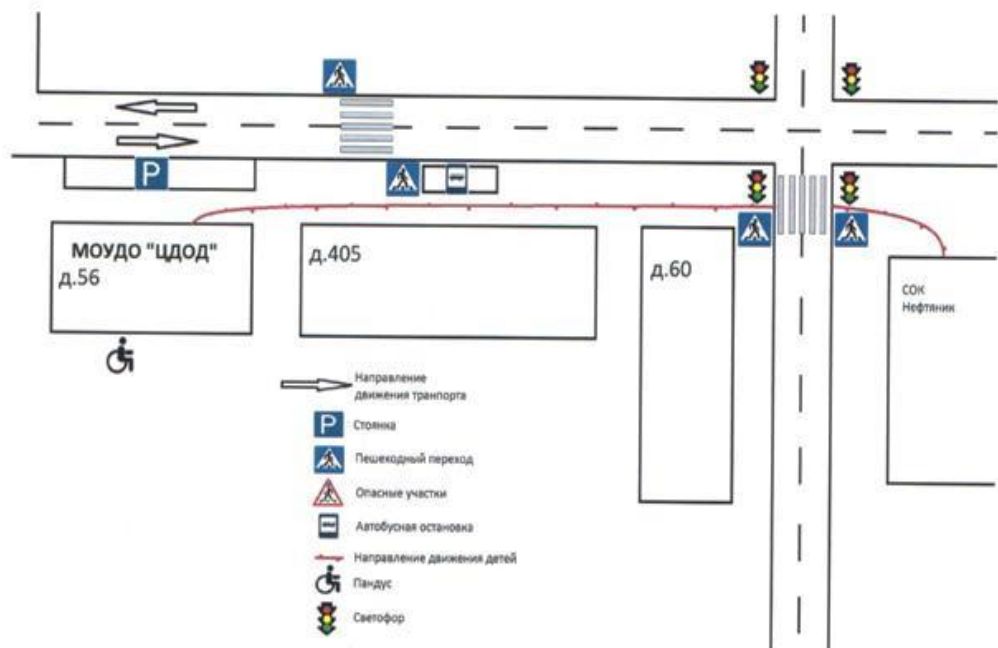 P
МОУДО "ЦДОД"
д.56
д.405
д.60
СОК
Нефтяник
Направление
движения транпорта
P
Стоянка
Пешекодный переход
Опасные участки
Автобусная остановка
Направление движения детей
Пандус
Светофор